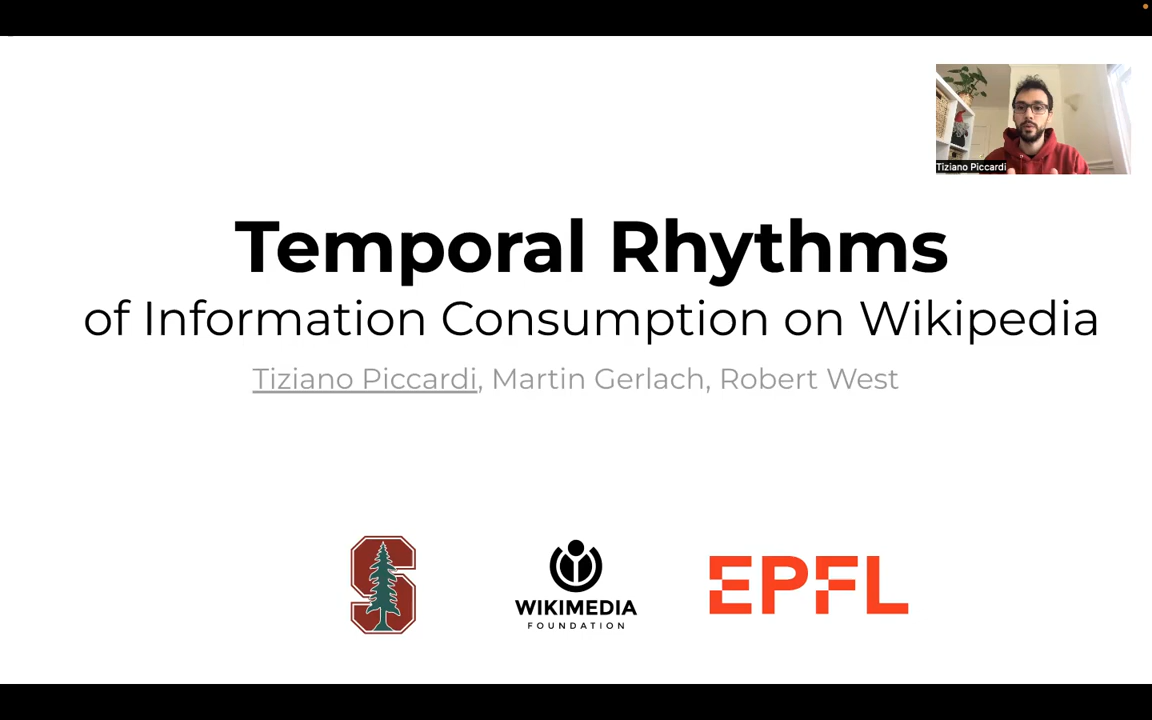 Tiziano Piccardi
Temporal Rhythms
of Information Consumption on Wikipedia
Tiziano Piccardi, Martin Gerlach, Robert West
S
WIKIMEDIA
FOUNDATION
EPFL